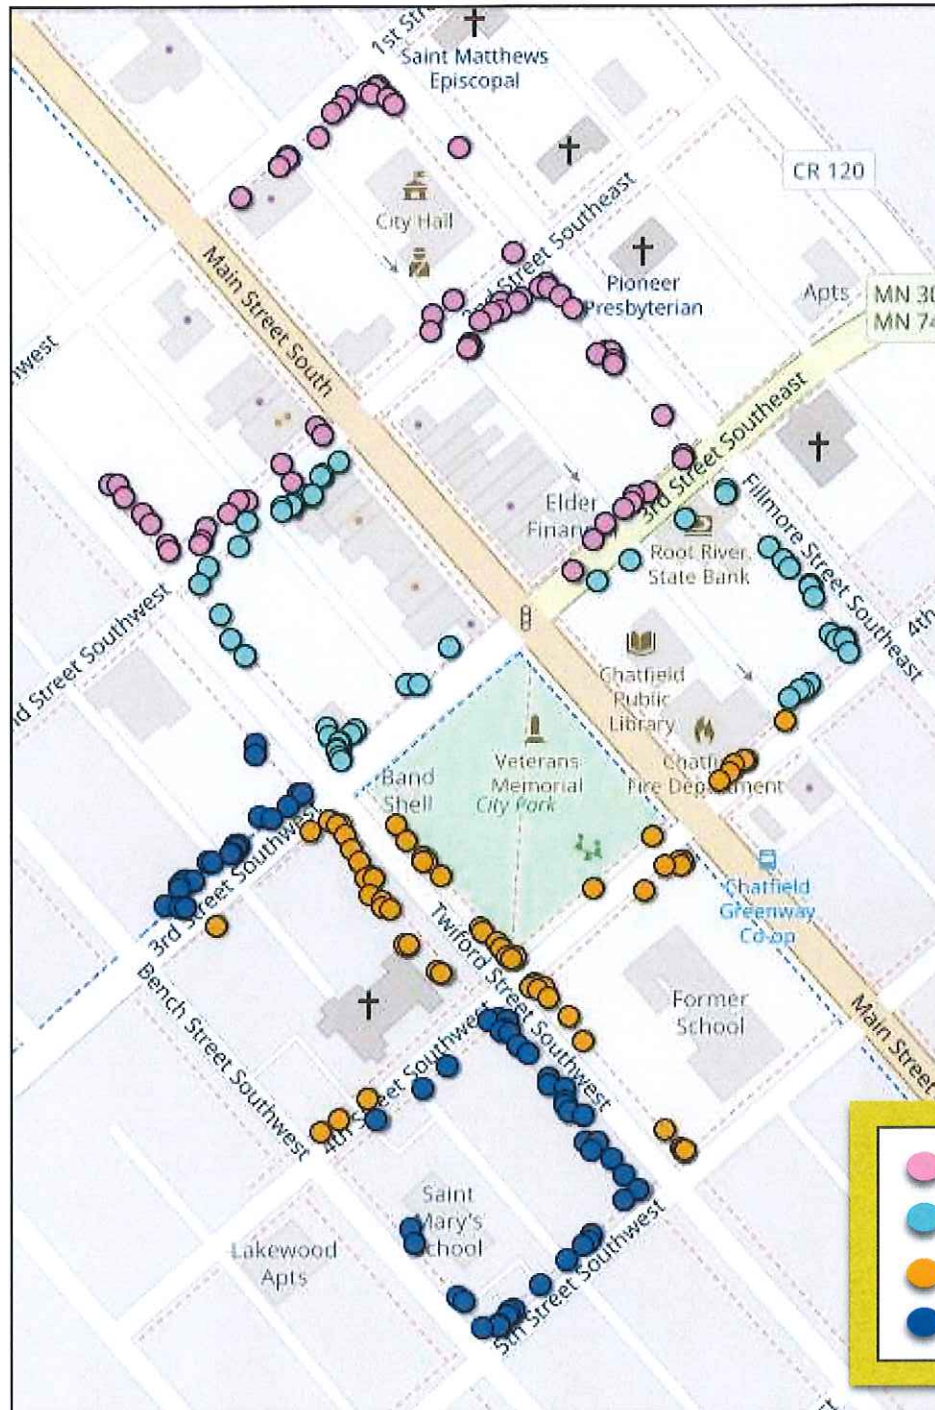 1st Stre
Saint Matthews
Episcopal
CR 120
City Hall
2nd Street Southeast
Pioneer
Presbyterian
Apts
MN 30
MN 74
Main Street South
west
3rd Street Southeast
Elder
Finan
Root River
State Bank
Fillmore Street Southeast
4th
nd Street Southwest
Chatfield
Public
Library
Veterans
Memorial
City Park
Band
Shell
Chatfi
Fire Department
3rd Street Southwest
Chatfield
Greenway
Co-op
Twiford Street Southwest
Bench Street Southwest
Former
School
Main Street
4th Street Southwest
Saint
Mary's
School
Lakewood
Apts
5th Street Southwest